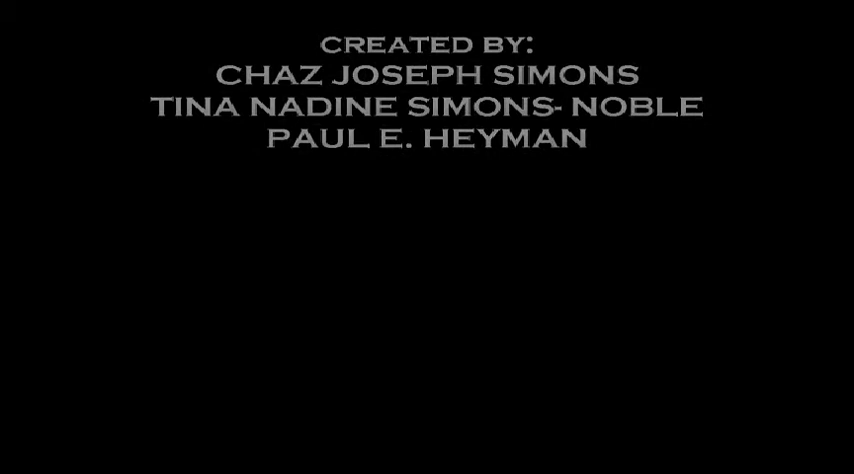 CREATED BY:
CHAZ JOSEPH SIMONS
TINA NADINE SIMONS- NOBLE
PAUL E. HEYMAN